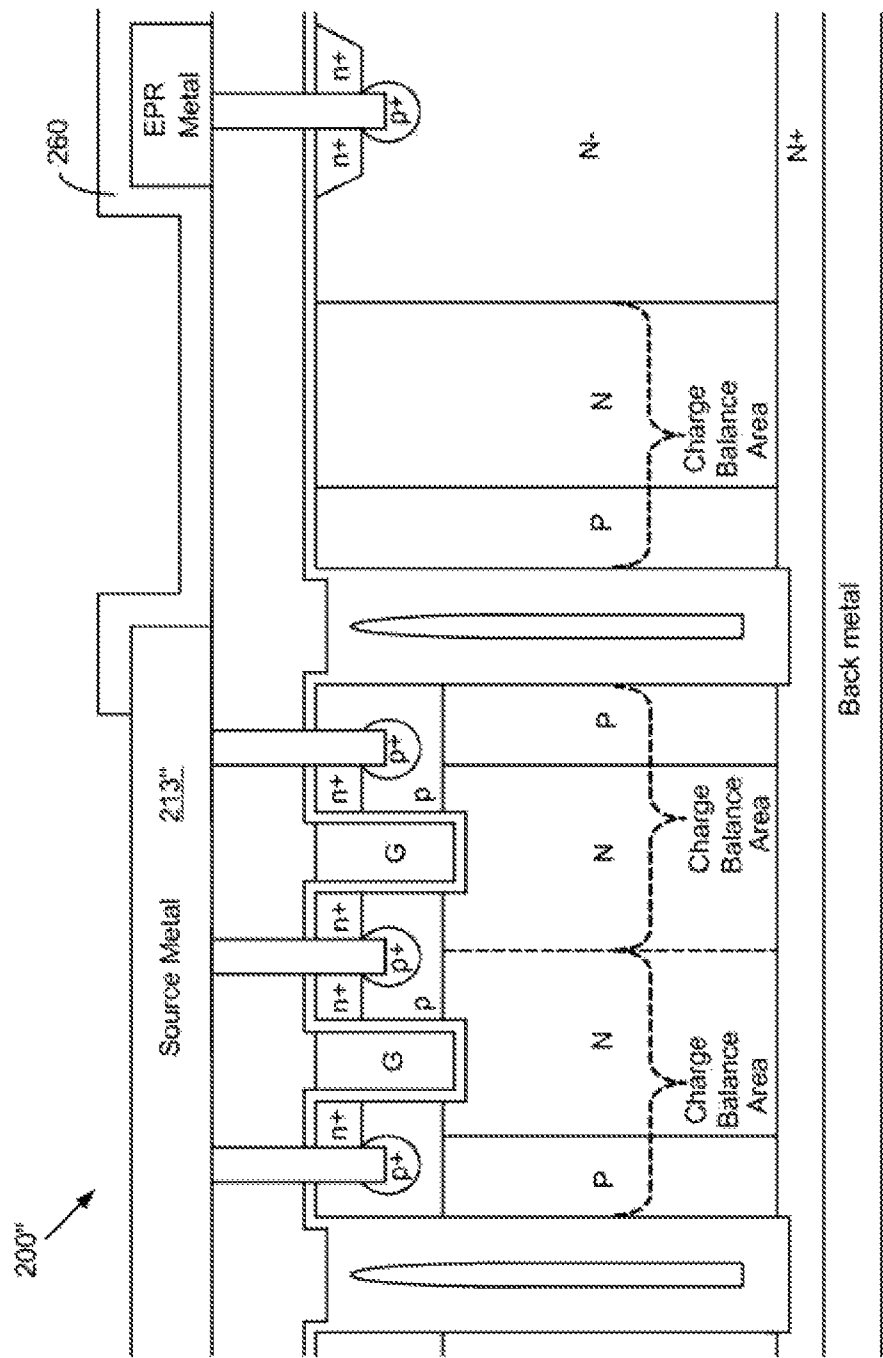 200"
260
Source Metal
213"
EPR
Metal
n+
n+
n+
n+
n+
n+
p+
p+
p+
p+
G
G
p
p
P
N
N
P
P
N
N-
Charge
Balance
Area
Charge
Balance
Area
Charge
Balance
Area
N+
Back metal